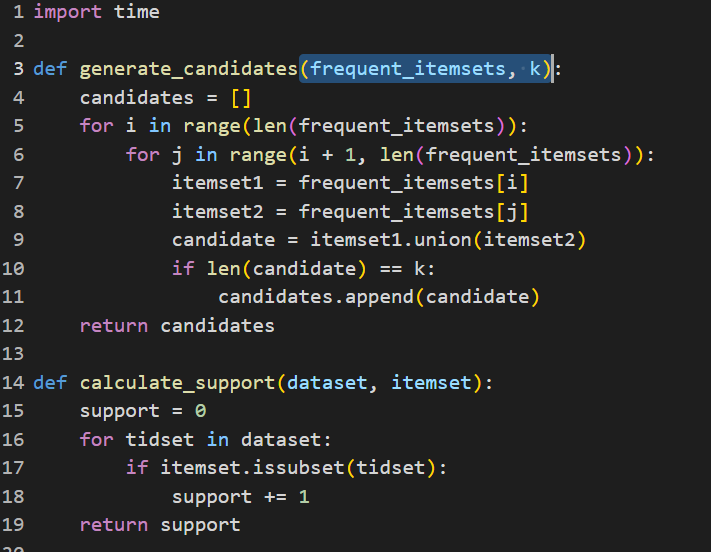 1 import time
2
3 def generate_candidates(frequent_itemsets, k):
4     candidates = []
5     for i in range(len(frequent_itemsets)):
6         for j in range(i + 1, len(frequent_itemsets)):
7             itemset1 = frequent_itemsets[i]
8             itemset2 = frequent_itemsets[j]
9             candidate = itemset1.union(itemset2)
10             if len(candidate) == k:
11                 candidates.append(candidate)
12     return candidates
13
14 def calculate_support(dataset, itemset):
15     support = 0
16     for tidset in dataset:
17         if itemset.issubset(tidset):
18             support += 1
19     return support